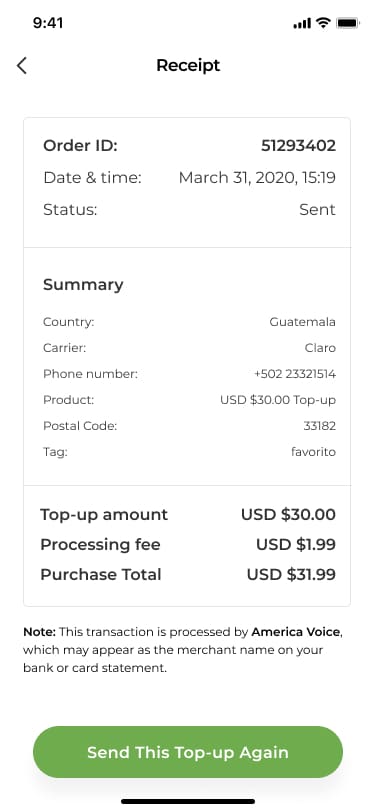 9:41
Receipt
Order ID: 51293402
Date & time: March 31, 2020, 15:19
Status: Sent
Summary
Country: Guatemala
Carrier: Claro
Phone number: +502 23321514
Product: USD $30.00 Top-up
Postal Code: 33182
Tag: favorito
Top-up amount USD $30.00
Processing fee USD $1.99
Purchase Total USD $31.99
Note: This transaction is processed by America Voice,
which may appear as the merchant name on your
bank or card statement.
Send This Top-up Again